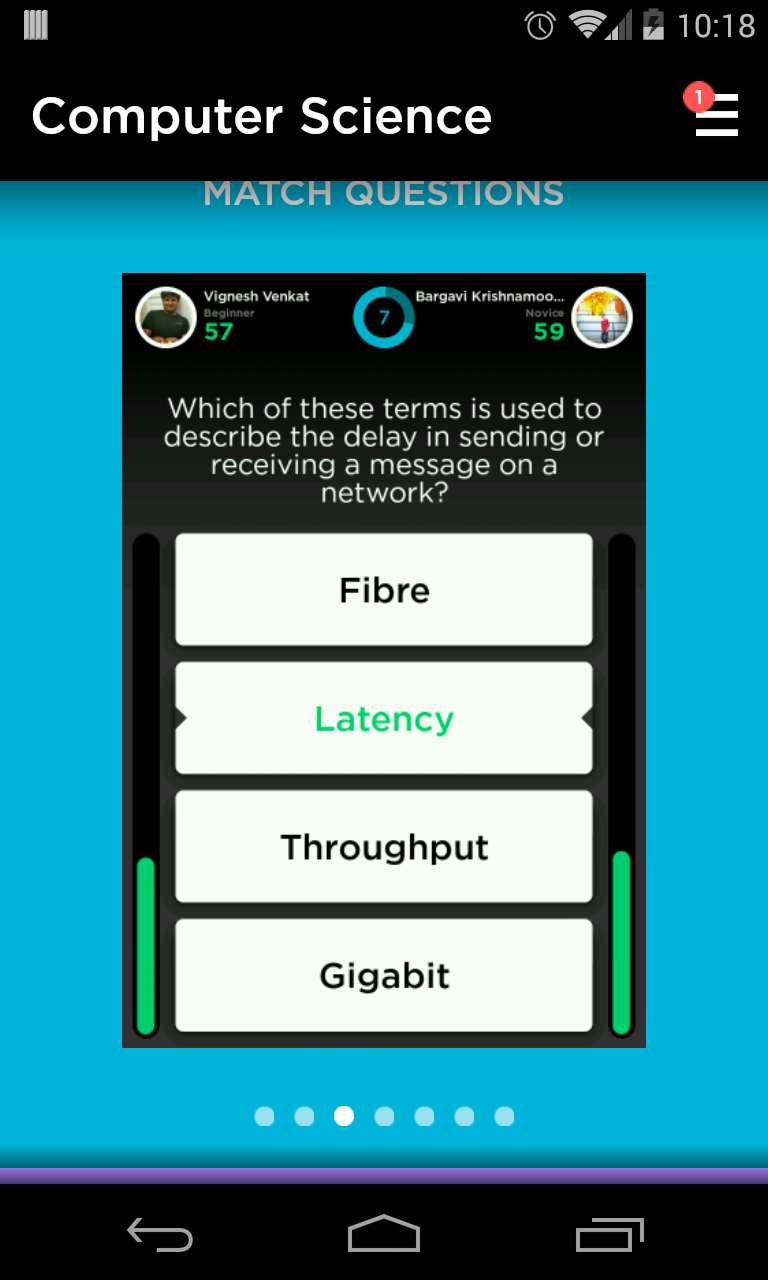 10:18
Computer Science
1
MATCH QUESTIONS
Vignesh Venkat
Beginner
57
7
Bargavi Krishnamoo...
Novice
59
Which of these terms is used to
describe the delay in sending or
receiving a message on a
network?
Fibre
Latency
Throughput
Gigabit